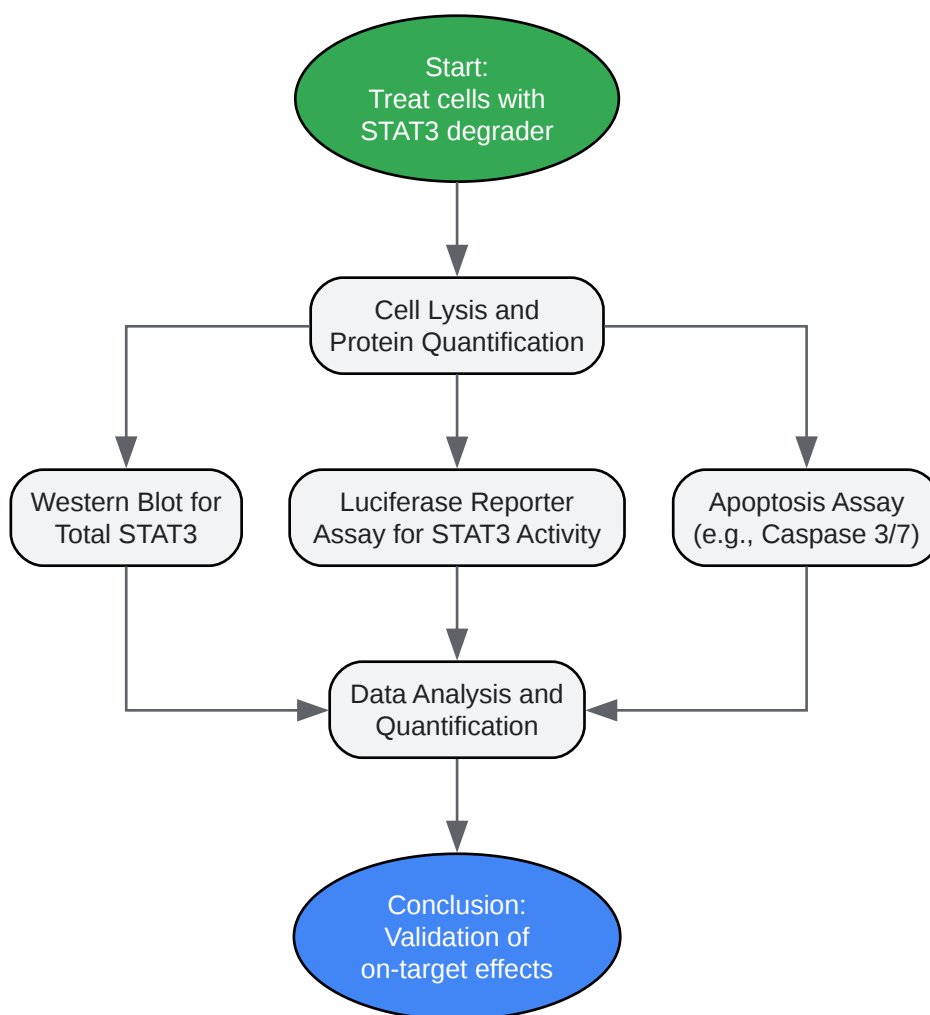 Start:
Treat cells with
STAT3 degrader
Cell Lysis and
Protein Quantification
Western Blot for
Total STAT3
Luciferase Reporter
Assay for STAT3 Activity
Apoptosis Assay
(e.g., Caspase 3/7)
Data Analysis and
Quantification
Conclusion:
Validation of
on-target effects